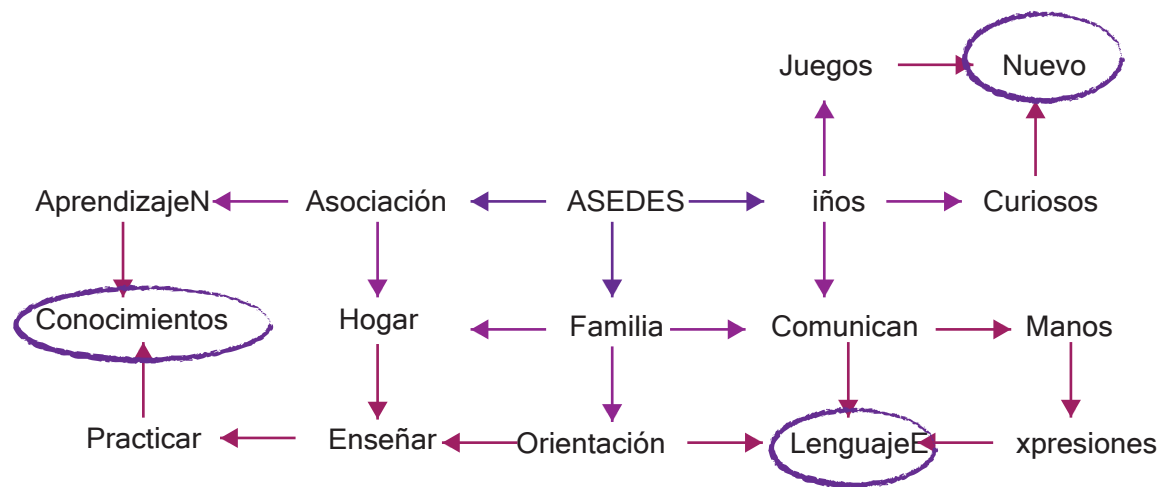 Juegos Nuevo
AprendizajeN Asociación ASEDES iños Curiosos
Conocimientos Hogar Familia Comunican Manos
Practicar Enseñar Orientación LenguajeE xpresiones